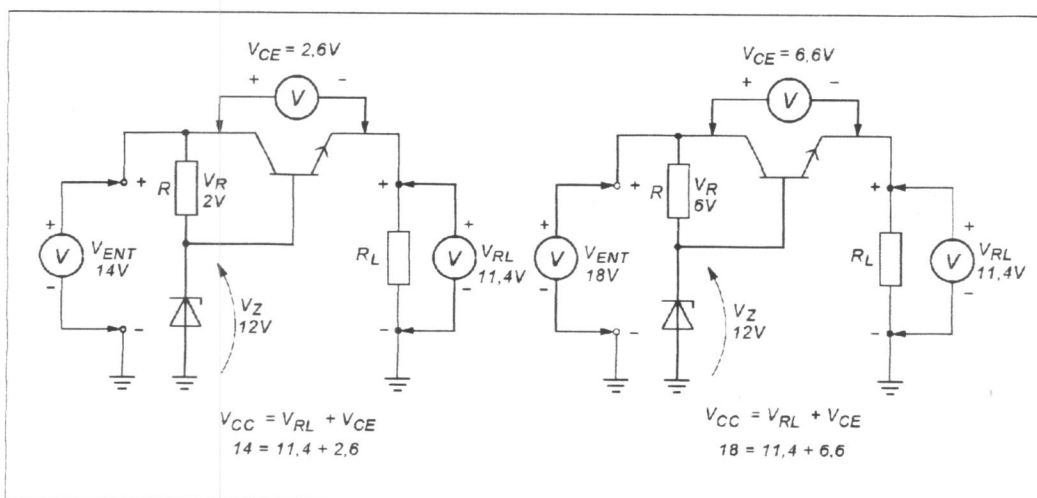 V_CE = 2,6V
+ V −
R V_R 2V
+
+ V − V_ENT 14V
−
V_Z 12V
+
R_L
−
+ V − V_RL 11,4V
V_CC = V_RL + V_CE
14 = 11,4 + 2,6
V_CE = 6,6V
+ V −
R V_R 6V
+
+ V − V_ENT 18V
−
V_Z 12V
+
R_L
−
+ V − V_RL 11,4V
V_CC = V_RL + V_CE
18 = 11,4 + 6,6